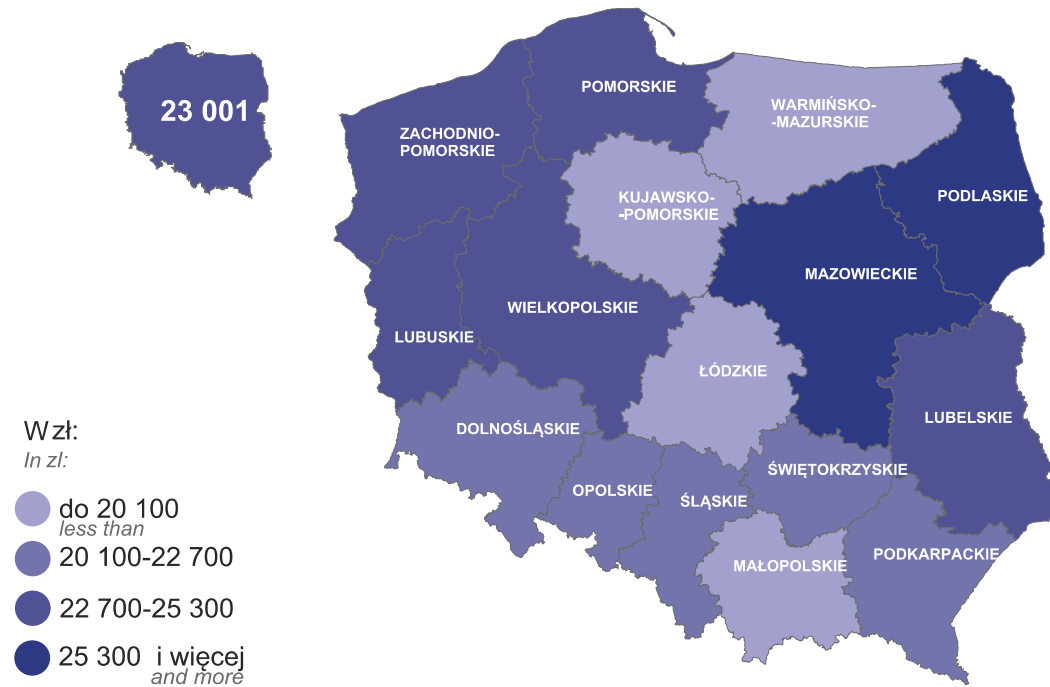 23 001
POMORSKIE
WARMIŃSKO-
-MAZURSKIE
ZACHODNIO-
POMORSKIE
KUJAWSKO-
-POMORSKIE
PODLASKIE
MAZOWIECKIE
WIELKOPOLSKIE
LUBUSKIE
ŁÓDZKIE
LUBELSKIE
DOLNOŚLĄSKIE
ŚWIĘTOKRZYSKIE
OPOLSKIE
ŚLĄSKIE
PODKARPACKIE
MAŁOPOLSKIE
W zł:
In zl:
do 20 100
less than
20 100-22 700
22 700-25 300
25 300 i więcej
and more